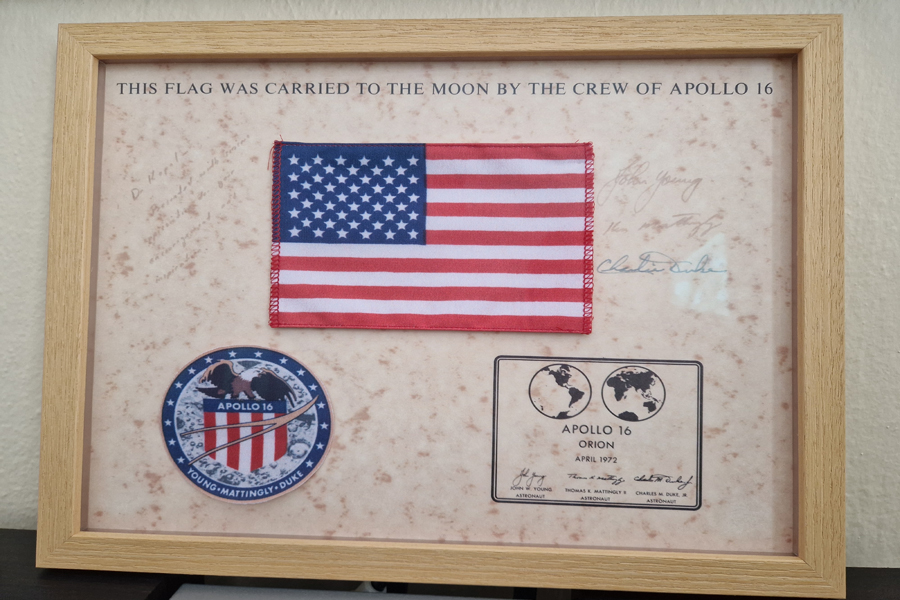 THIS FLAG WAS CARRIED TO THE MOON BY THE CREW OF APOLLO 16
John Young
Ken Mattingly
Charlie Duke
APOLLO 16
YOUNG • MATTINGLY • DUKE
APOLLO 16
ORION
APRIL 1972
JOHN W. YOUNG
ASTRONAUT
THOMAS K. MATTINGLY II
ASTRONAUT
CHARLES M. DUKE, JR.
ASTRONAUT